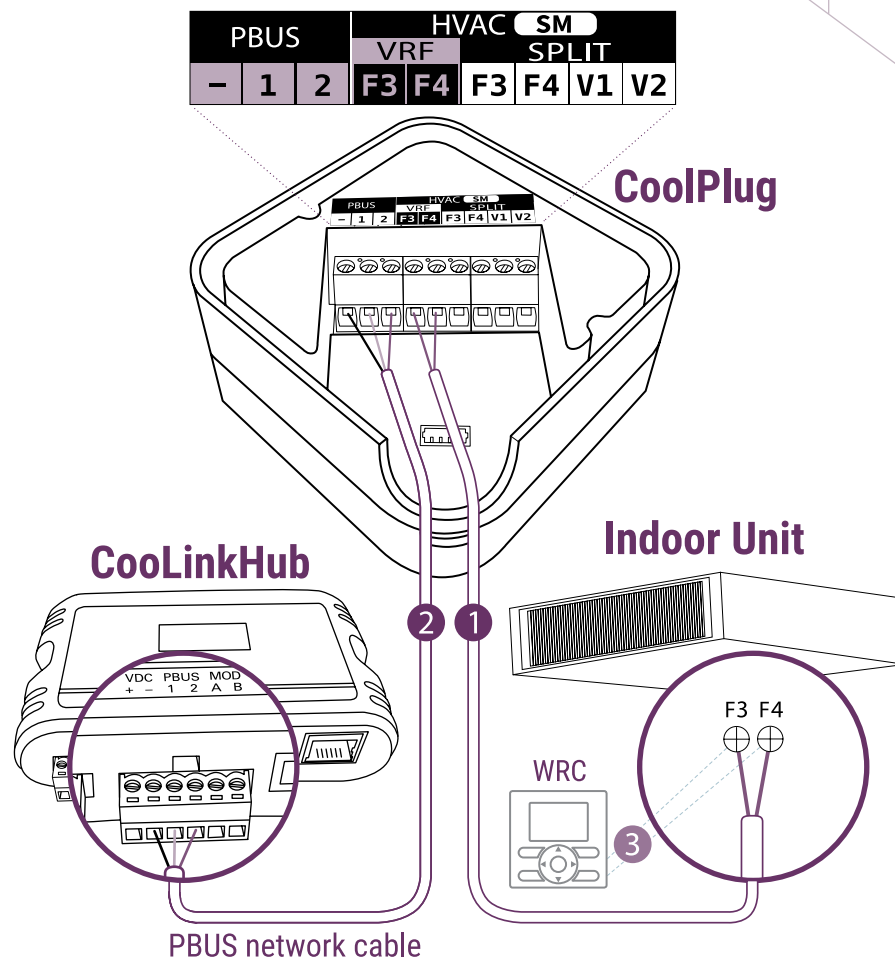 PBUS HVAC SM
VRF SPLIT
– 1 2 F3 F4 F3 F4 V1 V2
CoolPlug
PBUS HVAC SM
VRF SPLIT
– 1 2 F3 F4 F3 F4 V1 V2
CooLinkHub
Indoor Unit
2 1
VDC PBUS MOD
+ – 1 2 A B
F3 F4
WRC
3
PBUS network cable